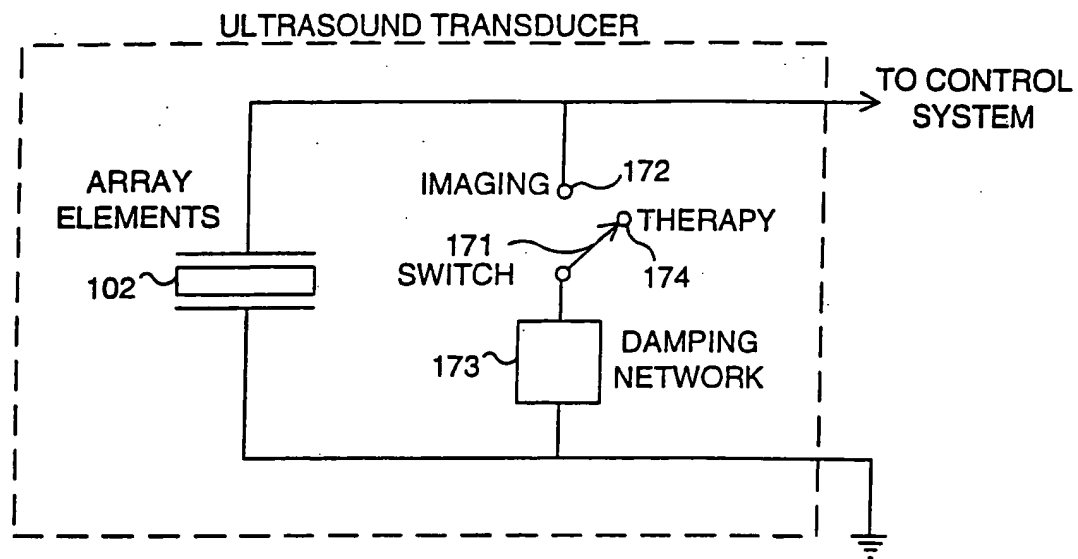 ULTRASOUND TRANSDUCER
TO CONTROL
SYSTEM
ARRAY
ELEMENTS
102
IMAGING
172
THERAPY
171
SWITCH
174
173
DAMPING
NETWORK